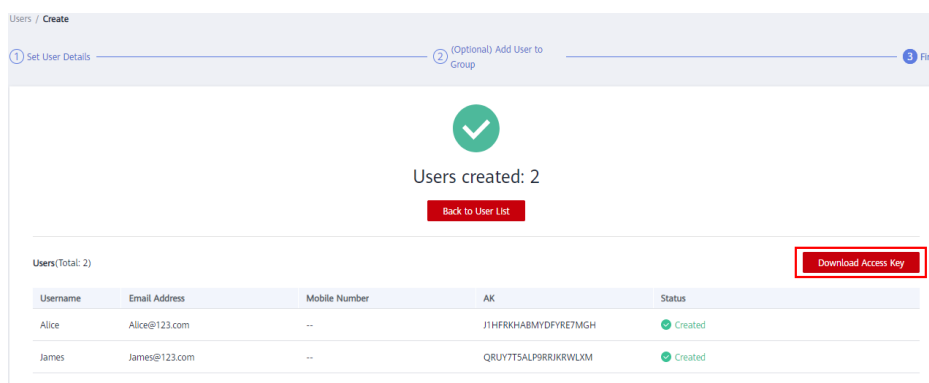 Users / Create
1 Set User Details
2 (Optional) Add User to
Group
3
Users created: 2
Back to User List
Users(Total: 2)
Download Access Key
Username Email Address Mobile Number AK Status
Alice Alice@123.com -- J1HFRKHABMYDFYRE7MGH Created
James James@123.com -- QRUY7T5ALP9RRJKRWLXM Created